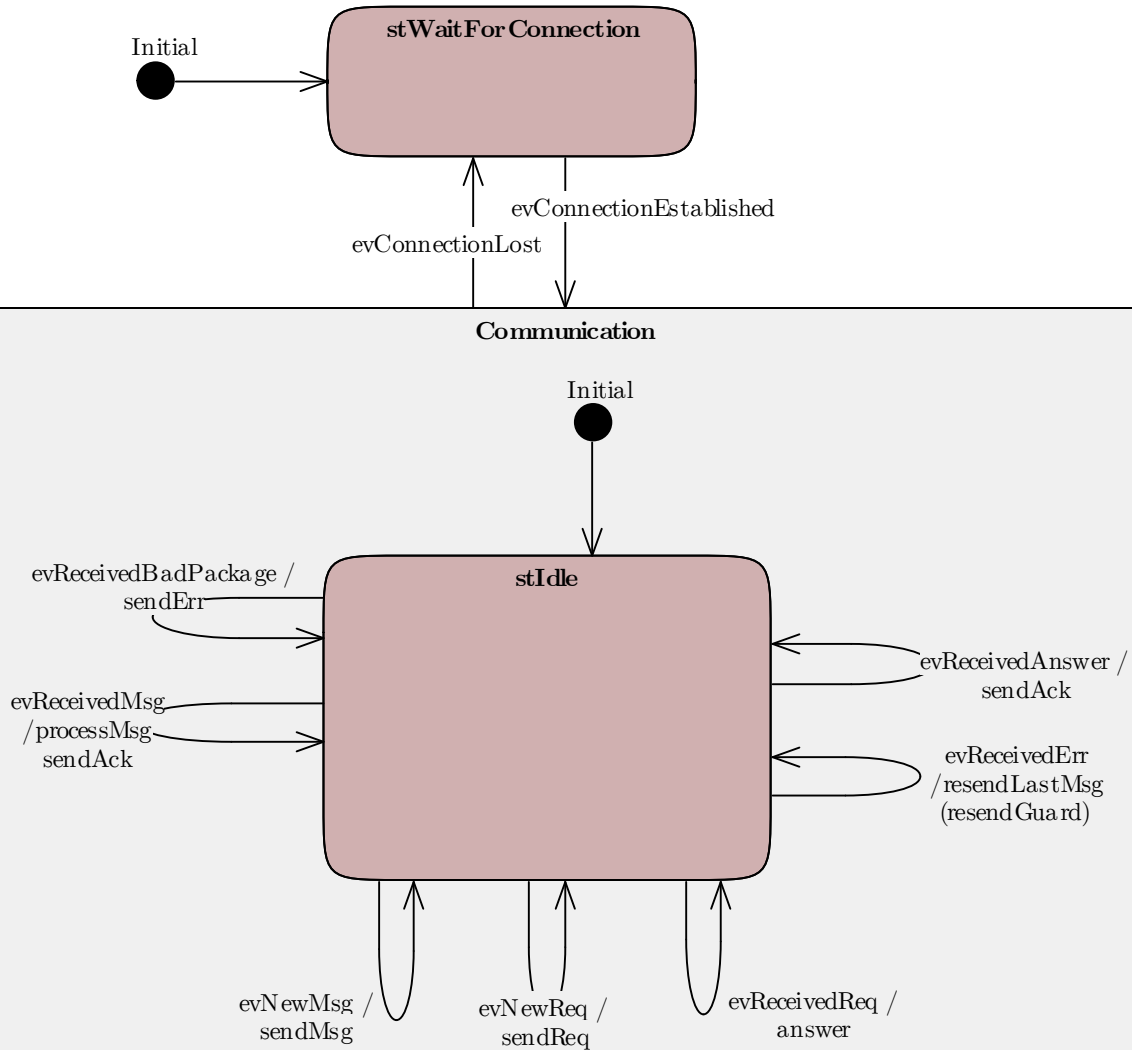 stWaitForConnection
Initial
evConnectionEstablished
evConnectionLost
Communication
Initial
evReceivedBadPackage /
sendErr
stIdle
evReceivedAnswer /
sendAck
evReceivedMsg
/processMsg
sendAck
evReceivedErr
/resendLastMsg
(resendGuard)
evNewMsg /
sendMsg
evNewReq /
sendReq
evReceivedReq /
answer